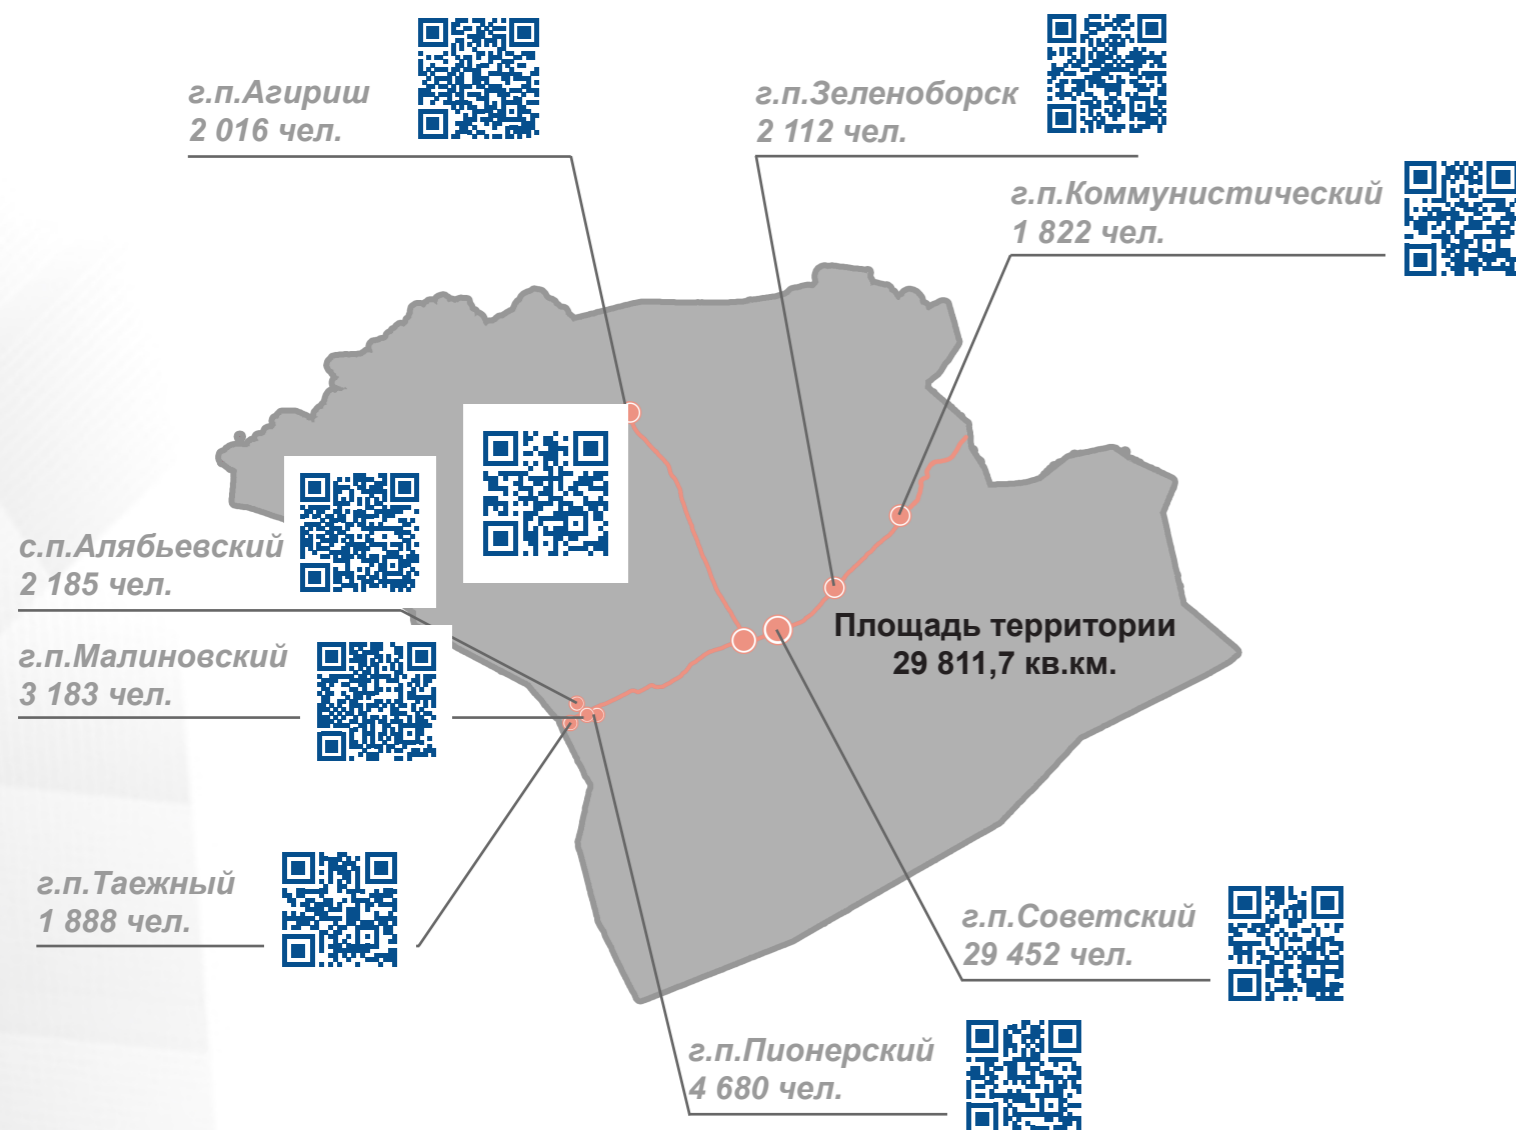 г.п.Агириш
2 016 чел.
г.п.Зеленоборск
2 112 чел.
г.п.Коммунистический
1 822 чел.
с.п.Алябьевский
2 185 чел.
Площадь территории
29 811,7 кв.км.
г.п.Малиновский
3 183 чел.
г.п.Таежный
1 888 чел.
г.п.Советский
29 452 чел.
г.п.Пионерский
4 680 чел.